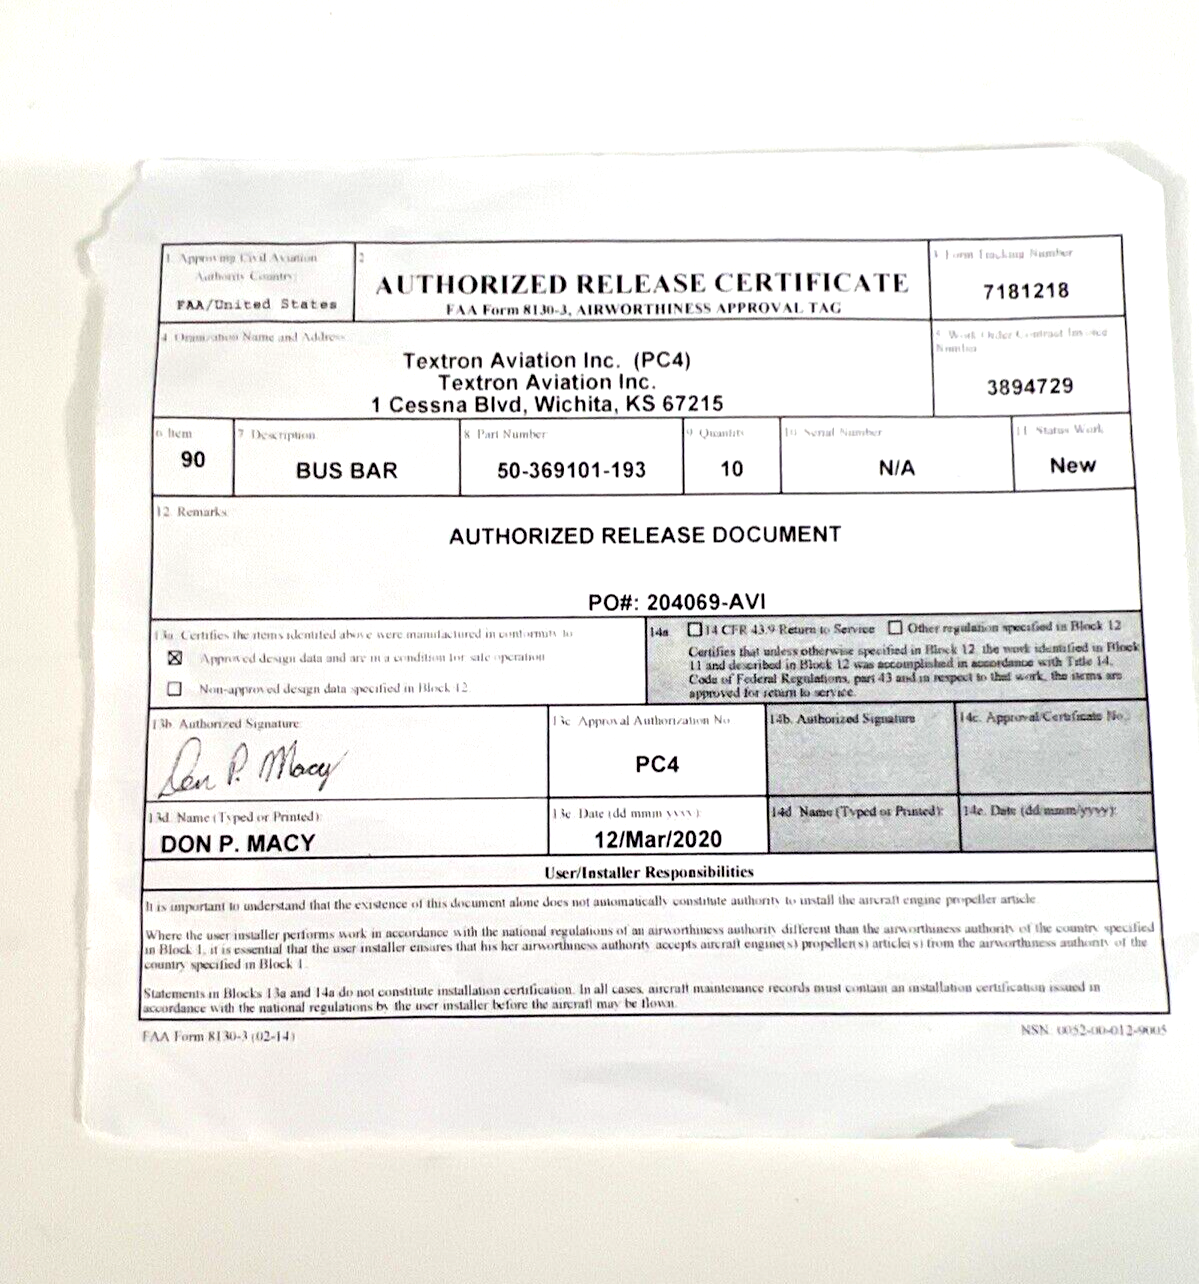 1. Approving Civil Aviation
Authority Country:
FAA/United States
2
AUTHORIZED RELEASE CERTIFICATE
FAA Form 8130-3, AIRWORTHINESS APPROVAL TAG
3 Form Tracking Number
7181218
4 Organization Name and Address:
Textron Aviation Inc. (PC4)
Textron Aviation Inc.
1 Cessna Blvd, Wichita, KS 67215
5 Work Order Contract Invoice
Number
3894729
6 Item
90
7 Description
BUS BAR
8 Part Number
50-369101-193
9 Quantity
10
10 Serial Number
N/A
11 Status Work
New
12. Remarks
AUTHORIZED RELEASE DOCUMENT
PO#: 204069-AVI
13a Certifies the items identified above were manufactured in conformity to
Approved design data and are in a condition for safe operation
Non-approved design data specified in Block 12
14a 14 CFR 43.9 Return to Service Other regulation specified in Block 12
Certifies that unless otherwise specified in Block 12, the work identified in Block
11 and described in Block 12 was accomplished in accordance with Title 14,
Code of Federal Regulations, part 43 and in respect to that work, the items are
approved for return to service.
13b Authorized Signature
Don P. Macy
13c Approval Authorization No
PC4
14b. Authorized Signature
14c. Approval/Certificate No.:
13d. Name (Typed or Printed):
DON P. MACY
13e. Date (dd mmm yyyy):
12/Mar/2020
14d. Name (Typed or Printed):
14e. Date (dd/mmm/yyyy):
User/Installer Responsibilities
It is important to understand that the existence of this document alone does not automatically constitute authority to install the aircraft engine propeller article
Where the user installer performs work in accordance with the national regulations of an airworthiness authority different than the airworthiness authority of the country specified
in Block 1, it is essential that the user installer ensures that his her airworthiness authority accepts aircraft engine(s) propeller(s) article(s) from the airworthiness authority of the
country specified in Block 1.
Statements in Blocks 13a and 14a do not constitute installation certification. In all cases, aircraft maintenance records must contain an installation certification issued in
accordance with the national regulations by the user installer before the aircraft may be flown.
FAA Form 8130-3 (02-14)
NSN: 0052-00-012-9005